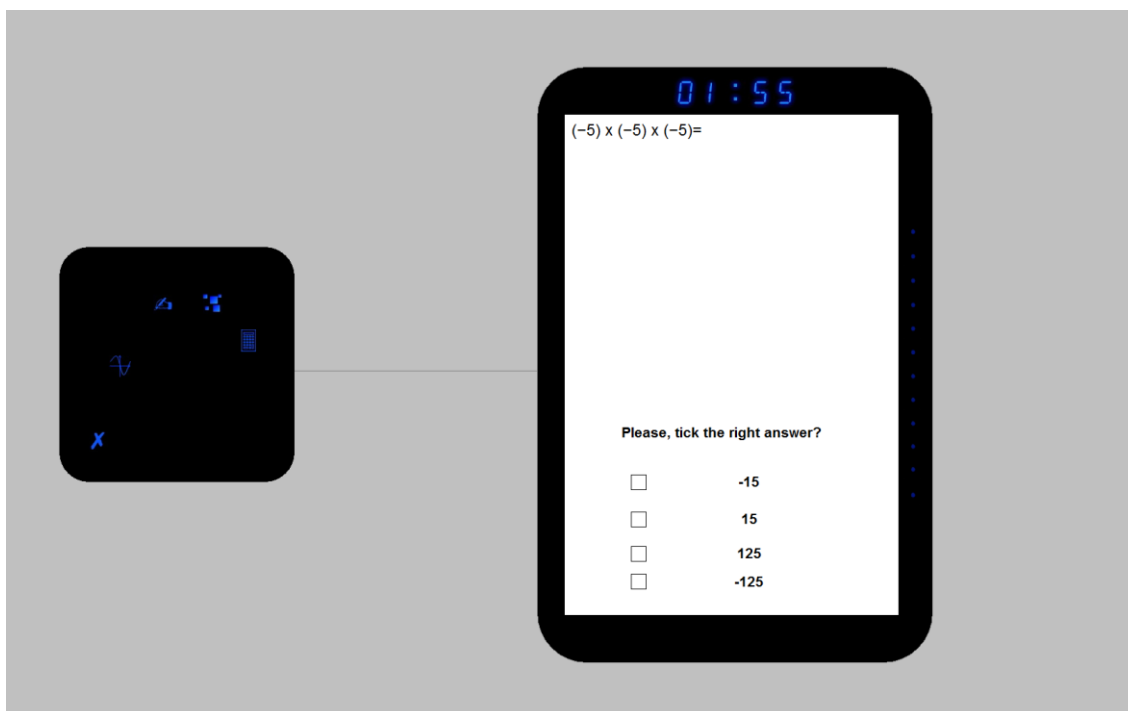 01:55
(−5) x (−5) x (−5)=
Please, tick the right answer?
-15
15
125
-125